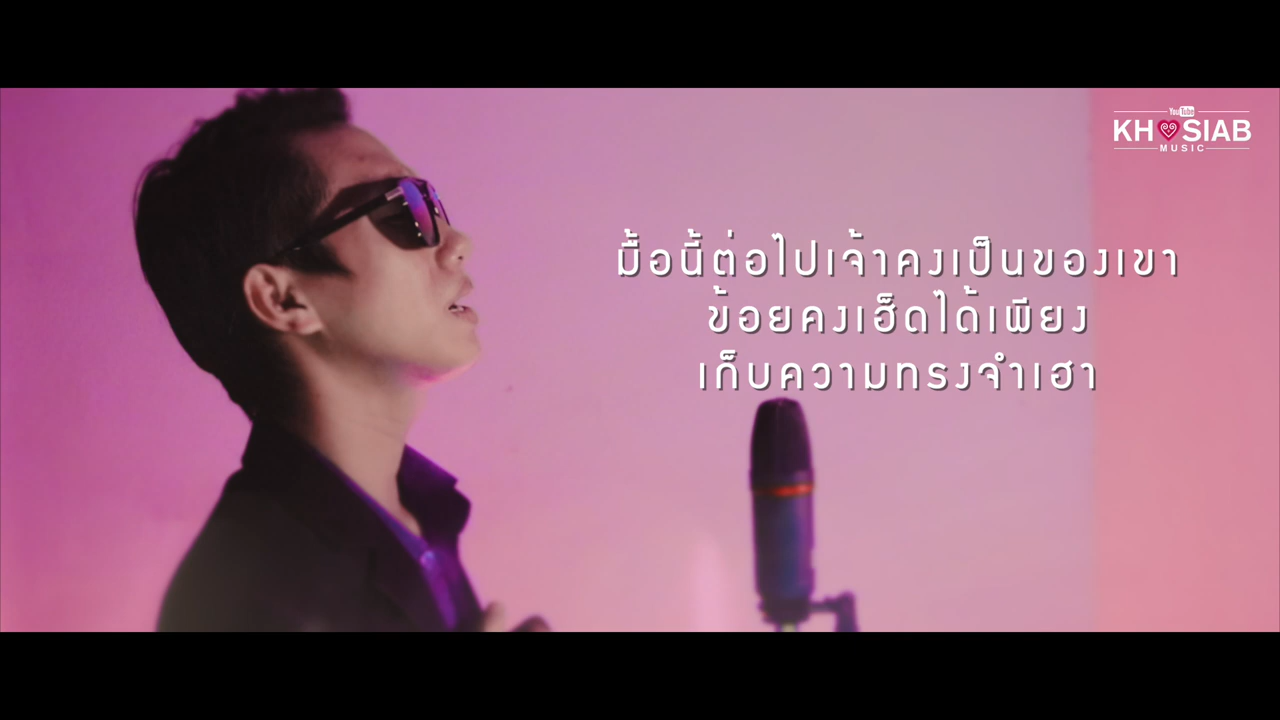 YouTube
KHOSIAB
MUSIC
มื้อนี้ต่อไปเจ้าคงเป็นของเขา
ข้อยคงเฮ็ดได้เพียง
เก็บความทรงจำเฮา